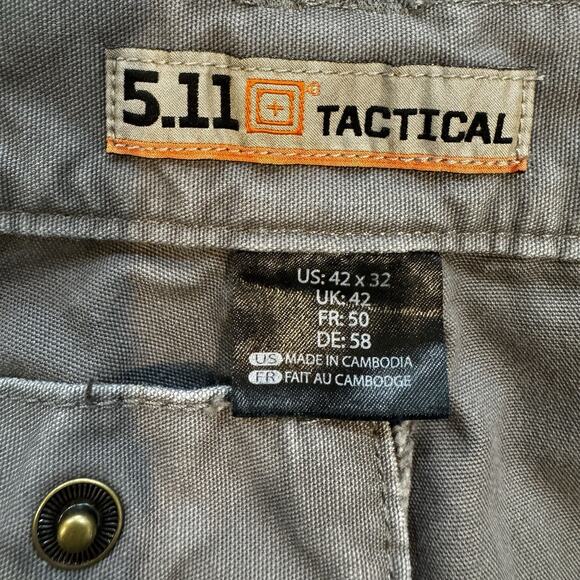 5.11 ® TACTICAL
US: 42 x 32
UK: 42
FR: 50
DE: 58
US MADE IN CAMBODIA
FR FAIT AU CAMBODGE